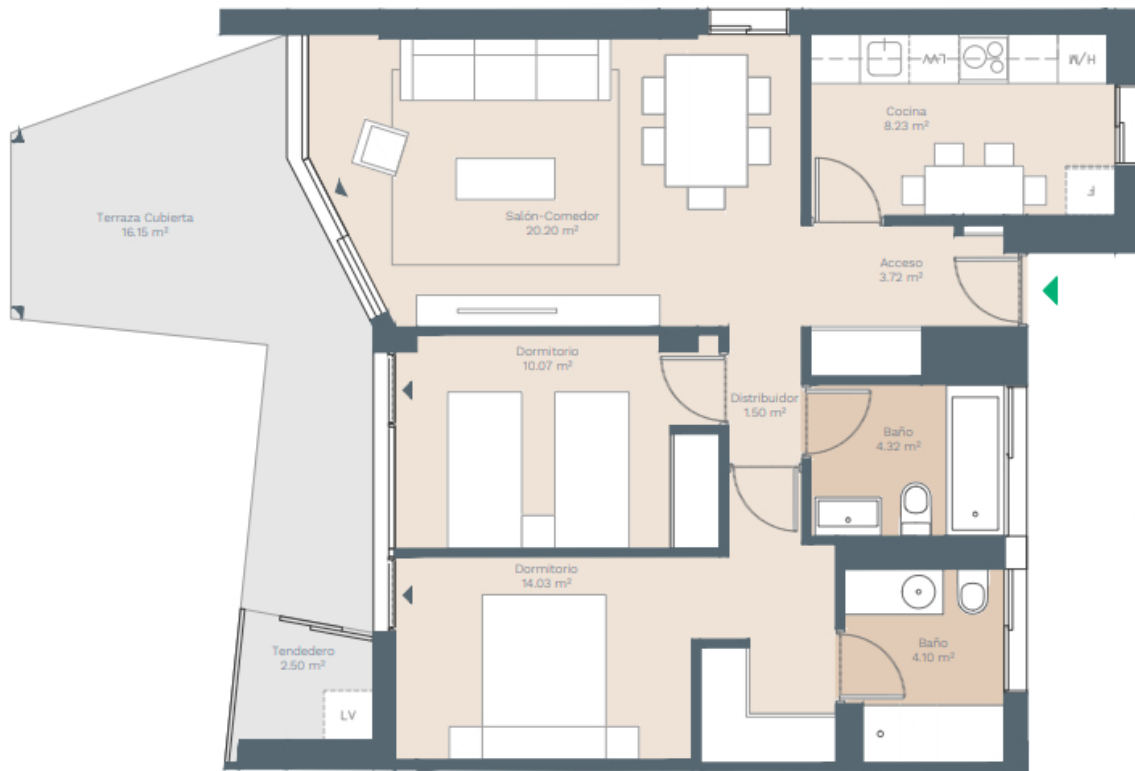 Cocina
8.23 m²
LW
H/M
F
Terraza Cubierta
16.15 m²
Salón-Comedor
20.20 m²
Acceso
3.72 m²
Dormitorio
10.07 m²
Distribuidor
1.50 m²
Baño
4.32 m²
Dormitorio
14.03 m²
Baño
4.10 m²
Tendedero
2.50 m²
LV